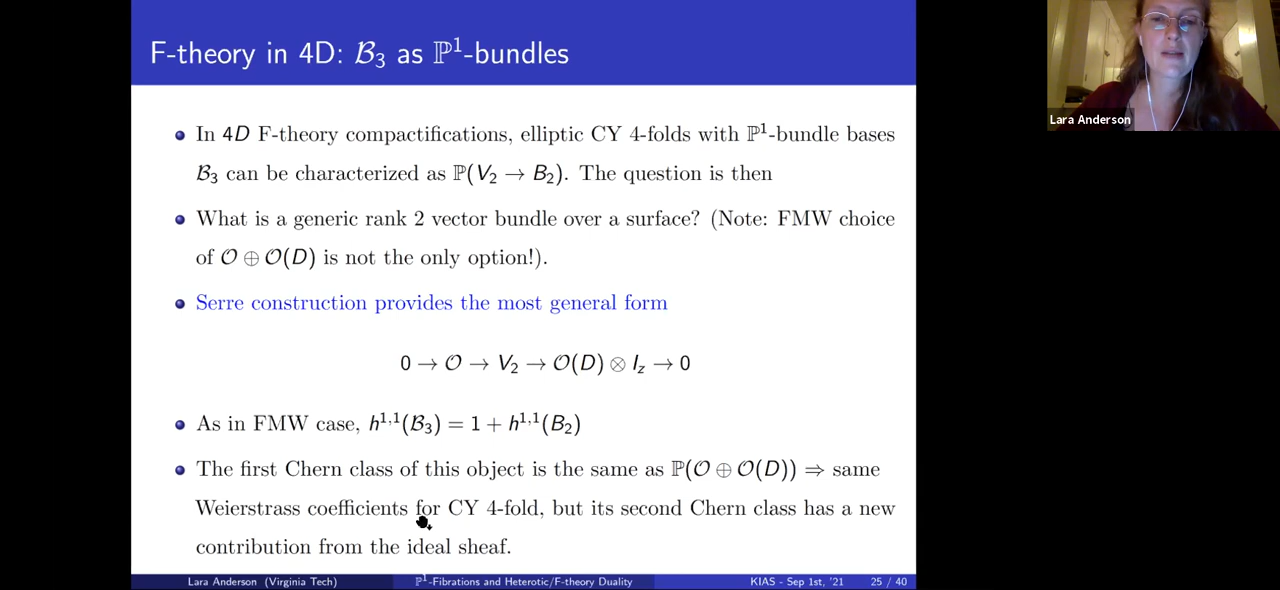 F-theory in 4D: ℬ₃ as ℙ¹-bundles
In 4D F-theory compactifications, elliptic CY 4-folds with ℙ¹-bundle bases
ℬ₃ can be characterized as ℙ(V₂ → B₂). The question is then
What is a generic rank 2 vector bundle over a surface? (Note: FMW choice
of 𝒪 ⊕ 𝒪(D) is not the only option!).
Serre construction provides the most general form
0 → 𝒪 → V₂ → 𝒪(D) ⊗ I_z → 0
As in FMW case, h¹,¹(ℬ₃) = 1 + h¹,¹(B₂)
The first Chern class of this object is the same as ℙ(𝒪 ⊕ 𝒪(D)) ⇒ same
Weierstrass coefficients for CY 4-fold, but its second Chern class has a new
contribution from the ideal sheaf.
Lara Anderson (Virginia Tech) ℙ¹-Fibrations and Heterotic/F-theory Duality KIAS - Sep 1st, '21 25 / 40
Lara Anderson